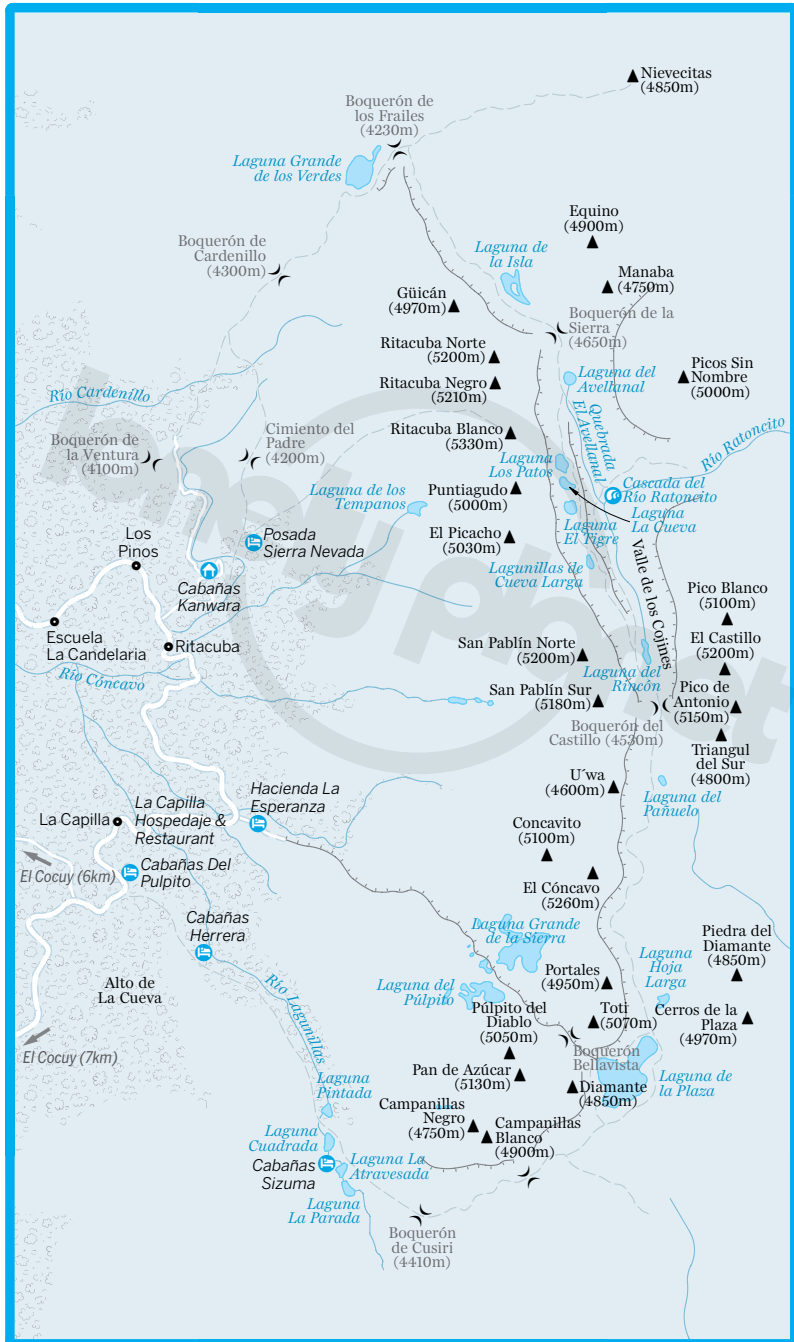 Nievecitas
(4850m)
Boquerón de
los Frailes
(4230m)
Laguna Grande
de los Verdes
Equino
(4900m)
Boquerón de
Cardenillo
(4300m)
Laguna de
la Isla
Manaba
(4750m)
Güicán
(4970m)
Boquerón de la
Sierra
(4650m)
Ritacuba Norte
(5200m)
Laguna del
Avellanal
Picos Sin
Nombre
(5000m)
Ritacuba Negro
(5210m)
Río Cardenillo
Quebrada
El Avellanal
Boquerón de
la Ventura
(4100m)
Cimiento del
Padre
(4200m)
Ritacuba Blanco
(5330m)
Río Ratoncito
Laguna
Los Patos
Laguna de los
Tempanos
Puntiagudo
(5000m)
Cascada del
Río Ratoncito
Laguna
La Cueva
Laguna
El Tigre
Los
Pinos
Posada
Sierra Nevada
El Picacho
(5030m)
Lagunillas de
Cueva Larga
Valle de los Cojines
Cabañas
Kanwara
Pico Blanco
(5100m)
Escuela
La Candelaria
Ritacuba
El Castillo
(5200m)
San Pablín Norte
(5200m)
Laguna del
Rincón
Río Cóncavo
San Pablín Sur
(5180m)
Pico de
Antonio
(5150m)
Boquerón del
Castillo (4530m)
Triangul
del Sur
(4800m)
U´wa
(4600m)
Laguna del
Pañuelo
Hacienda La
Esperanza
La Capilla
La Capilla
Hospedaje &
Restaurant
Concavito
(5100m)
El Cocuy (6km)
Cabañas Del
Pulpito
El Cóncavo
(5260m)
Cabañas
Herrera
Laguna Grande
de la Sierra
Piedra del
Diamante
(4850m)
Laguna
Hoja
Larga
Alto de
La Cueva
Río Lagunillas
Laguna del
Púlpito
Portales
(4950m)
Púlpito del
Diablo
(5050m)
Toti
(5070m)
Cerros de la
Plaza
(4970m)
El Cocuy (7km)
Boquerón
Bellavista
Pan de Azúcar
(5130m)
Laguna de
la Plaza
Diamante
(4850m)
Laguna
Pintada
Campanillas
Negro
(4750m)
Campanillas
Blanco
(4900m)
Laguna
Cuadrada
Cabañas
Sizuma
Laguna La
Atravesada
Laguna
La Parada
Boquerón
de Cusiri
(4410m)
lonely planet